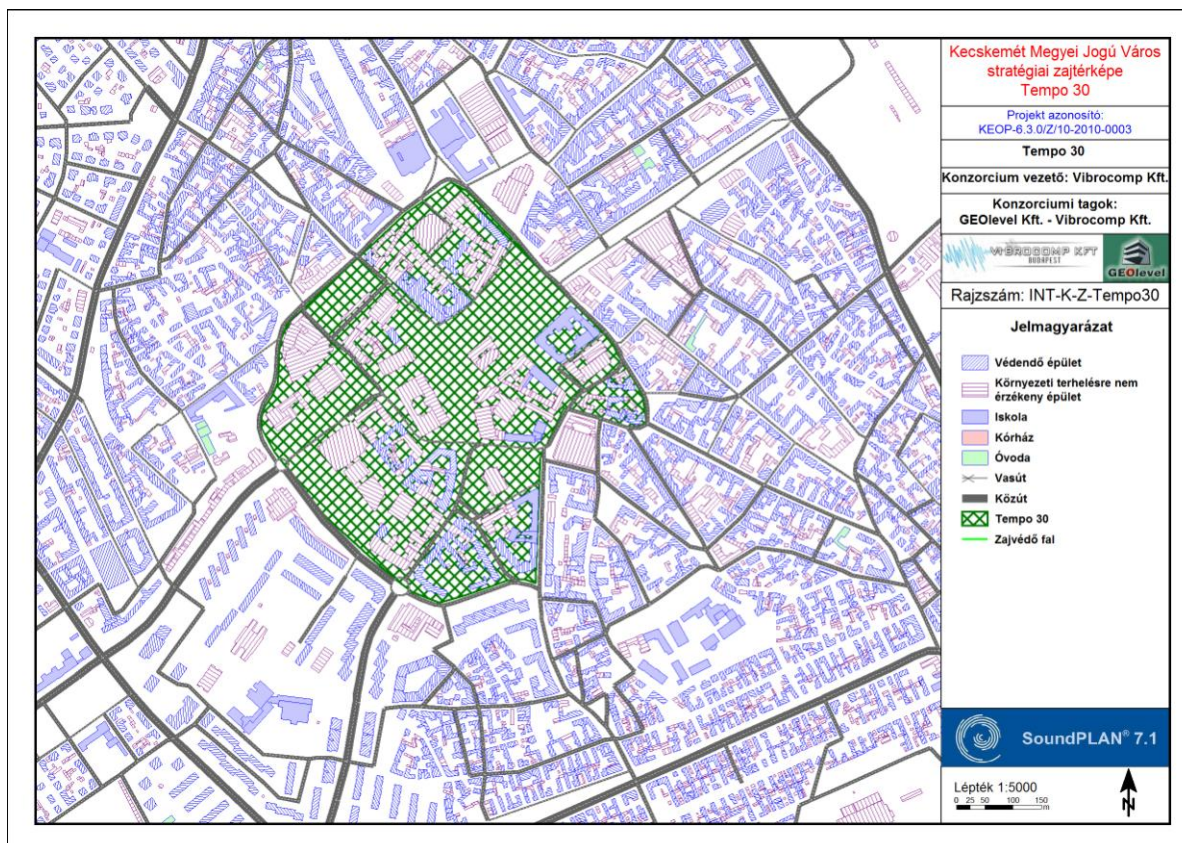 Kecskemét Megyei Jogú Város
stratégiai zajtérképe
Tempo 30
Projekt azonosító:
KEOP-6.3.0/Z/10-2010-0003
Tempo 30
Konzorcium vezető: Vibrocomp Kft.
Konzorciumi tagok:
GEOlevel Kft. - Vibrocomp Kft.
VIBROCOMP KFT
BUDAPEST
GEOlevel
Rajzszám: INT-K-Z-Tempo30
Jelmagyarázat
Védendő épület
Környezeti terhelésre nem
érzékeny épület
Iskola
Kórház
Óvoda
Vasút
Közút
Tempo 30
Zajvédő fal
SoundPLAN® 7.1
Lépték 1:5000
0 25 50 100 150
m
N